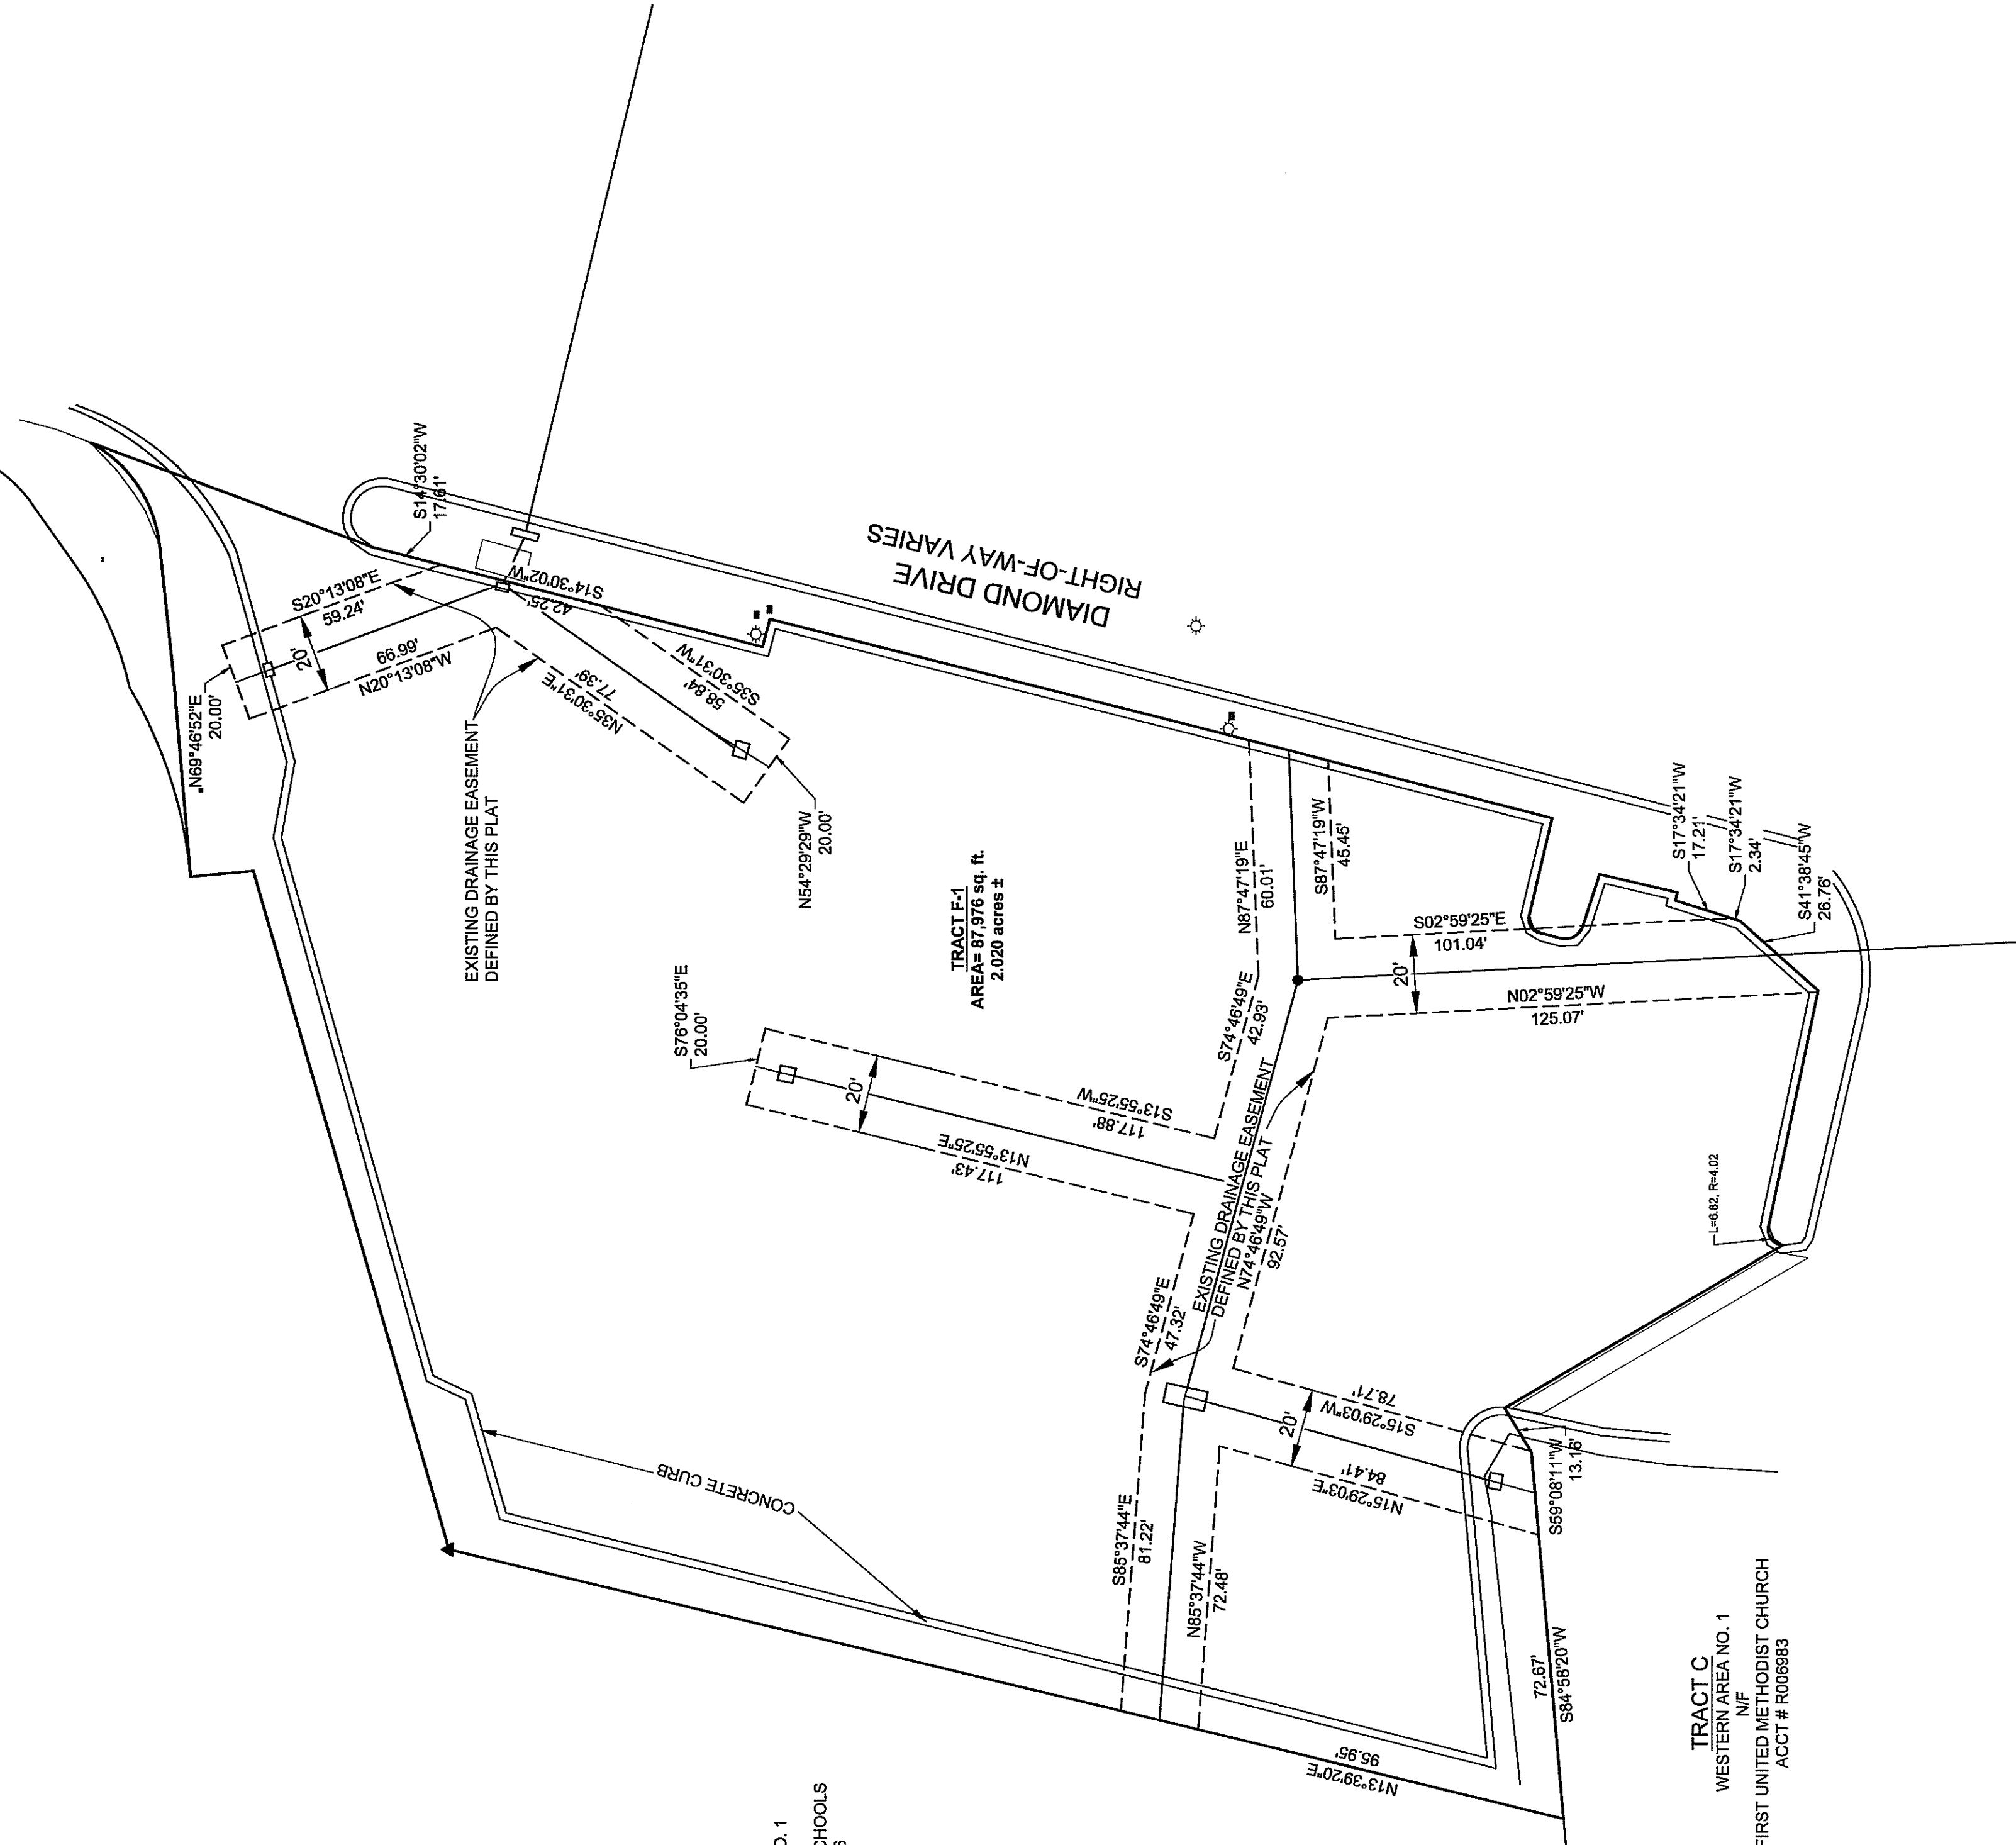 S14°30'02"W
17.61'
S20°13'08"E
59.24'
20'
66.99'
N20°13'08"W
N69°46'52"E
20.00'
S14°30'02"W
42.25'
DIAMOND DRIVE
RIGHT-OF-WAY VARIES
S35°30'31"W
58.84'
N35°30'31"E
77.39'
EXISTING DRAINAGE EASEMENT
DEFINED BY THIS PLAT
N54°29'29"W
20.00'
TRACT F-1
AREA= 87,976 sq. ft.
2.020 acres ±
S76°04'35"E
20.00'
20'
S13°55'25"W
117.88'
N13°55'25"E
117.43'
N87°47'19"E
60.01'
S87°47'19"W
45.45'
S74°46'49"E
42.93'
S02°59'25"E
101.04'
20'
N02°59'25"W
125.07'
S17°34'21"W
17.21'
S17°34'21"W
2.34'
S41°38'45"W
26.76'
EXISTING DRAINAGE EASEMENT
DEFINED BY THIS PLAT
N74°46'49"W
92.57'
S74°46'49"E
47.32'
L=6.82, R=4.02
S15°29'03"W
78.71'
20'
N15°29'03"E
84.41'
S59°08'11"W
13.16'
S85°37'44"E
81.22'
N85°37'44"W
72.48'
CONCRETE CURB
72.67'
S84°58'20"W
N13°39'20"E
95.95'
TRACT C
WESTERN AREA NO. 1
N/F
FIRST UNITED METHODIST CHURCH
ACCT # R006983
O. 1
CHOOLS
S